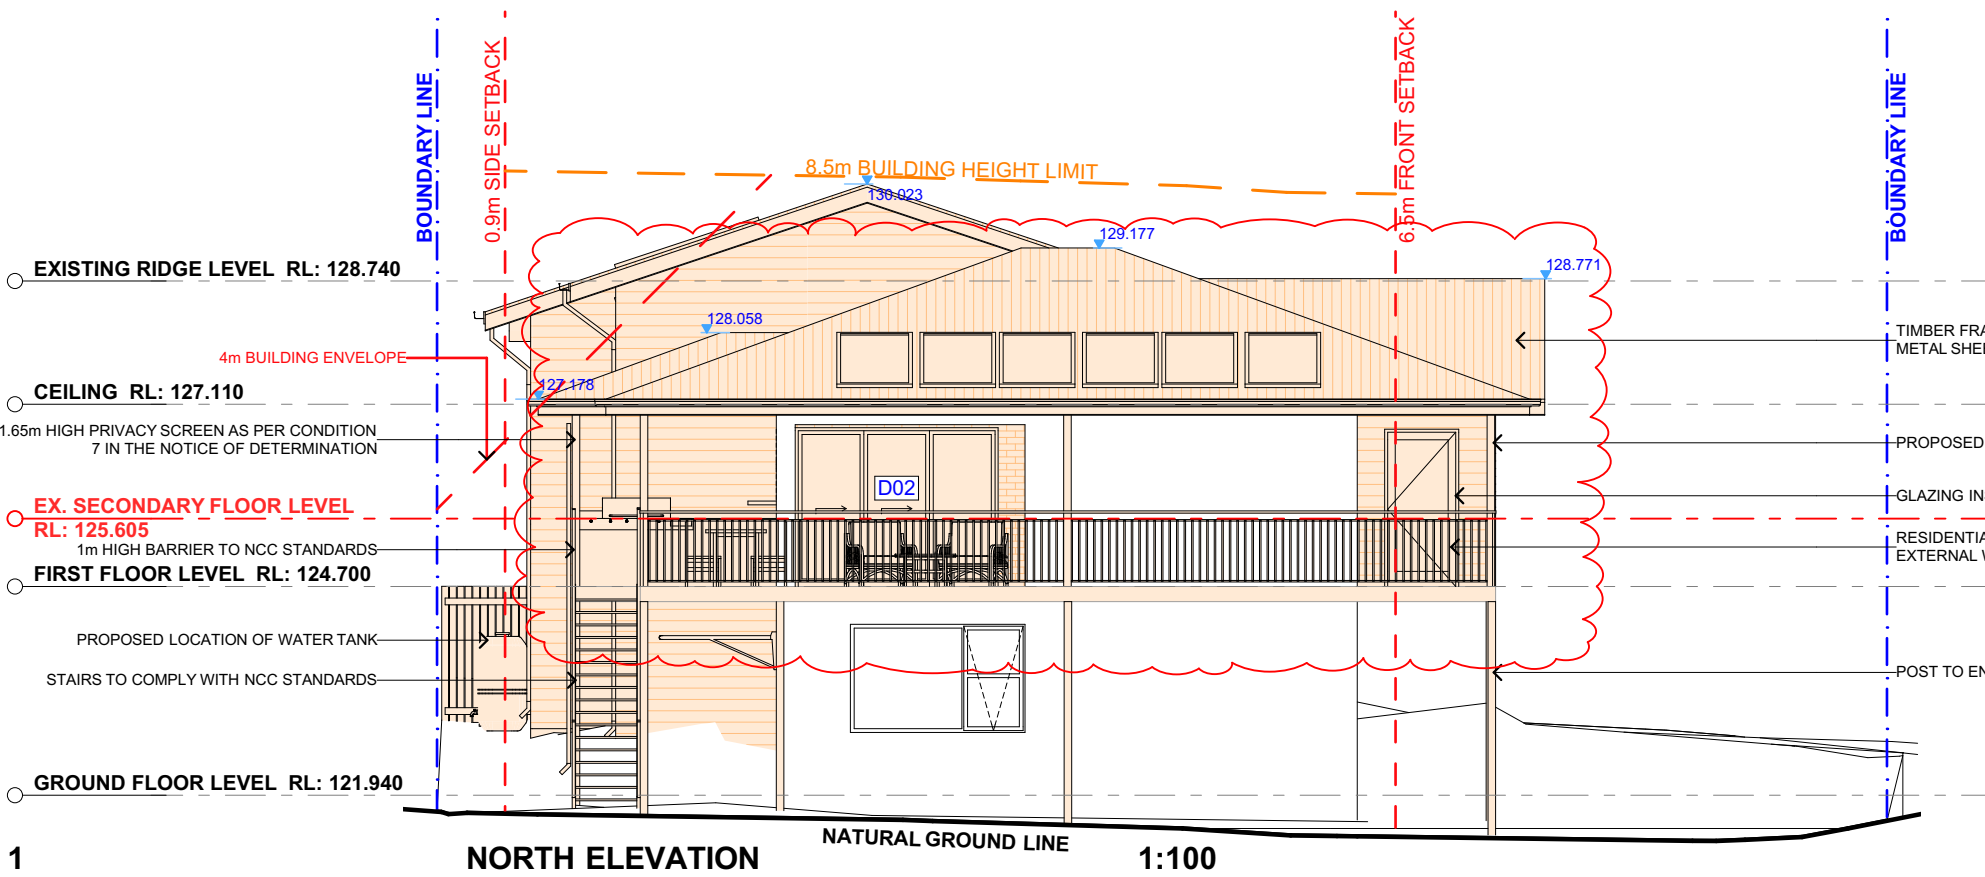 BOUNDARY LINE
0.9m SIDE SETBACK
8.5m BUILDING HEIGHT LIMIT
6.5m FRONT SETBACK
BOUNDARY LINE
130.023
129.177
128.771
128.058
127.178
EXISTING RIDGE LEVEL RL: 128.740
4m BUILDING ENVELOPE
CEILING RL: 127.110
1.65m HIGH PRIVACY SCREEN AS PER CONDITION
7 IN THE NOTICE OF DETERMINATION
EX. SECONDARY FLOOR LEVEL
RL: 125.605
1m HIGH BARRIER TO NCC STANDARDS
FIRST FLOOR LEVEL RL: 124.700
PROPOSED LOCATION OF WATER TANK
STAIRS TO COMPLY WITH NCC STANDARDS
GROUND FLOOR LEVEL RL: 121.940
D02
TIMBER FRA
METAL SHE
PROPOSED
GLAZING IN
RESIDENTIA
EXTERNAL
POST TO EN
NATURAL GROUND LINE
1
NORTH ELEVATION
1:100